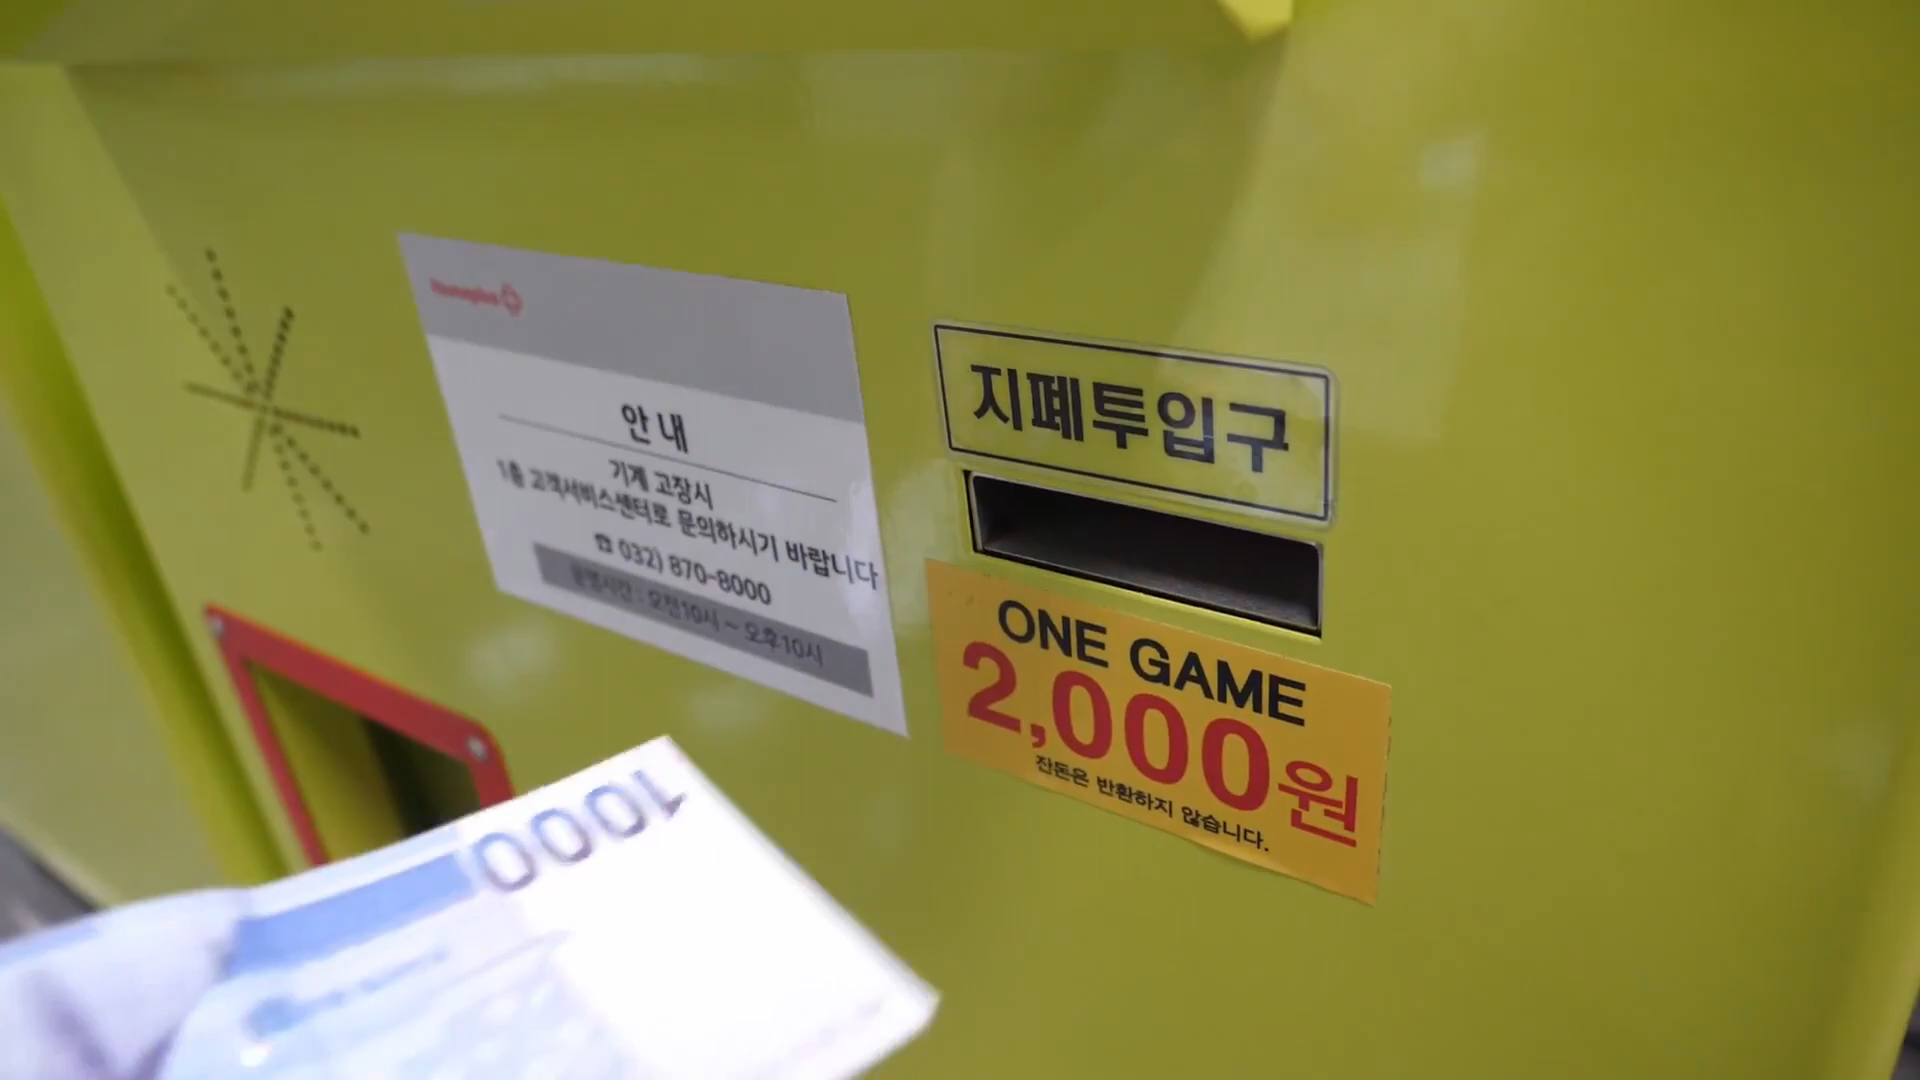 Homeplus
안내
기계 고장시
1층 고객서비스센터로 문의하시기 바랍니다
☎ 032) 870-8000
운영시간 : 오전10시 ~ 오후10시
지폐투입구
ONE GAME
2,000원
잔돈은 반환하지 않습니다.
1000